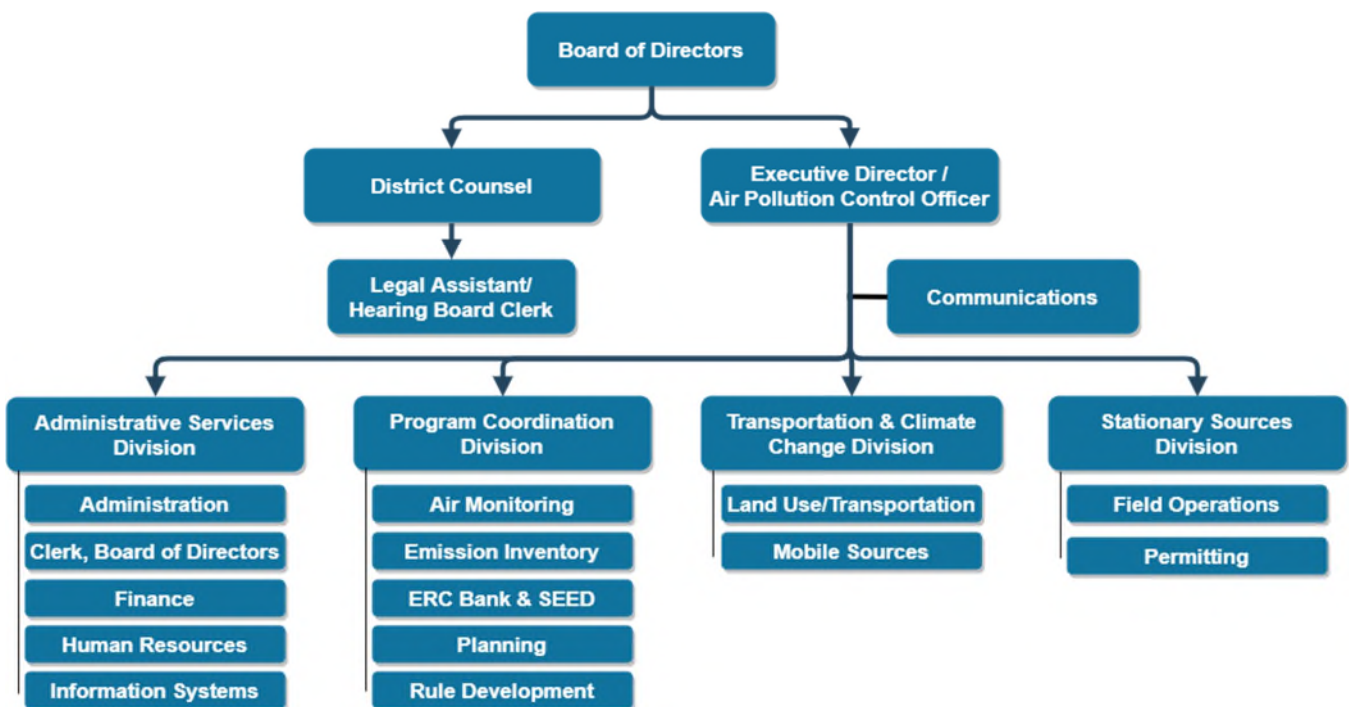 Board of Directors
District Counsel
Executive Director /
Air Pollution Control Officer
Legal Assistant/
Hearing Board Clerk
Communications
Administrative Services
Division
Program Coordination
Division
Transportation & Climate
Change Division
Stationary Sources
Division
Administration
Clerk, Board of Directors
Finance
Human Resources
Information Systems
Air Monitoring
Emission Inventory
ERC Bank & SEED
Planning
Rule Development
Land Use/Transportation
Mobile Sources
Field Operations
Permitting